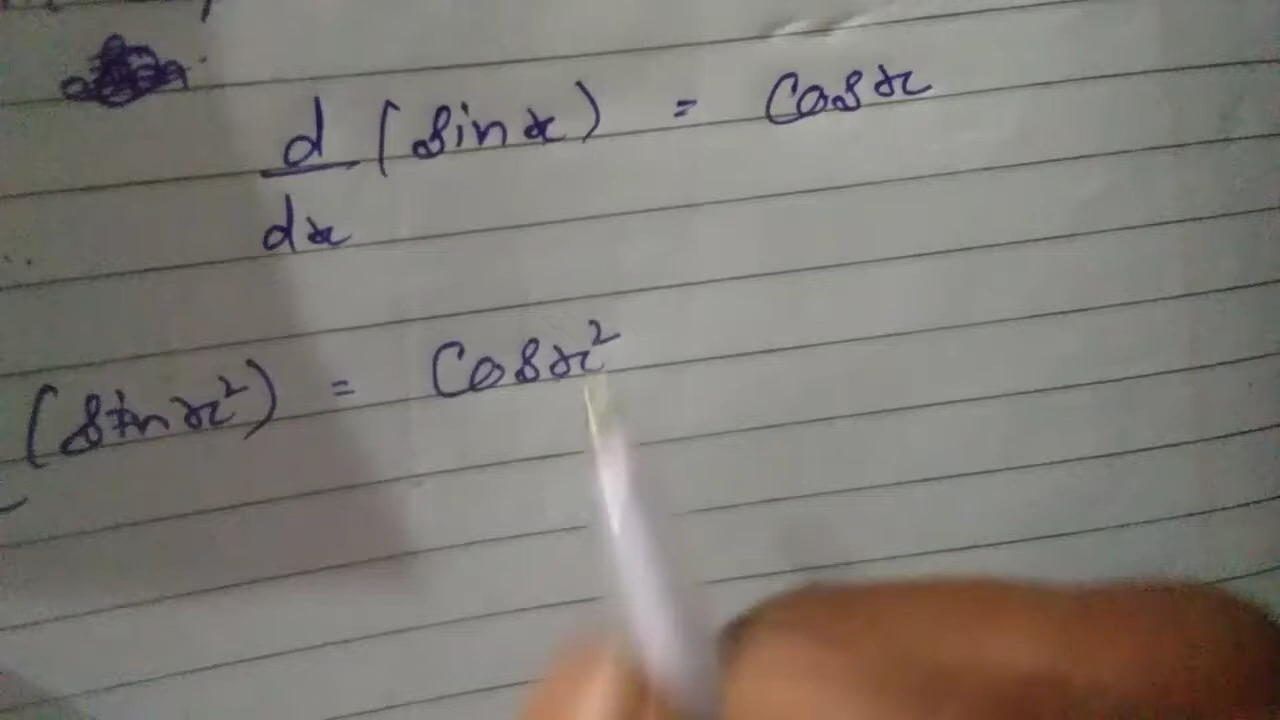 d (sin x) = Cos x
dx
(sin x²) = Cos x²